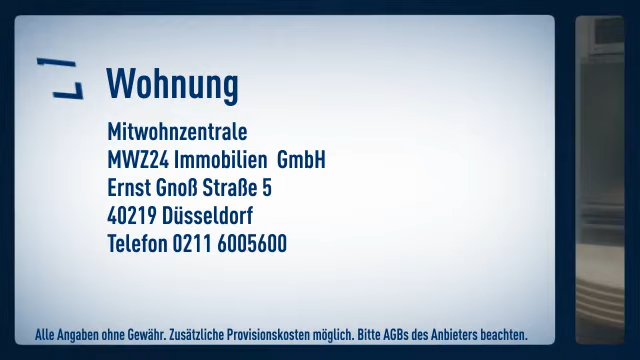 Wohnung
Mitwohnzentrale
MWZ24 Immobilien GmbH
Ernst Gnoß Straße 5
40219 Düsseldorf
Telefon 0211 6005600
Alle Angaben ohne Gewähr. Zusätzliche Provisionskosten möglich. Bitte AGBs des Anbieters beachten.